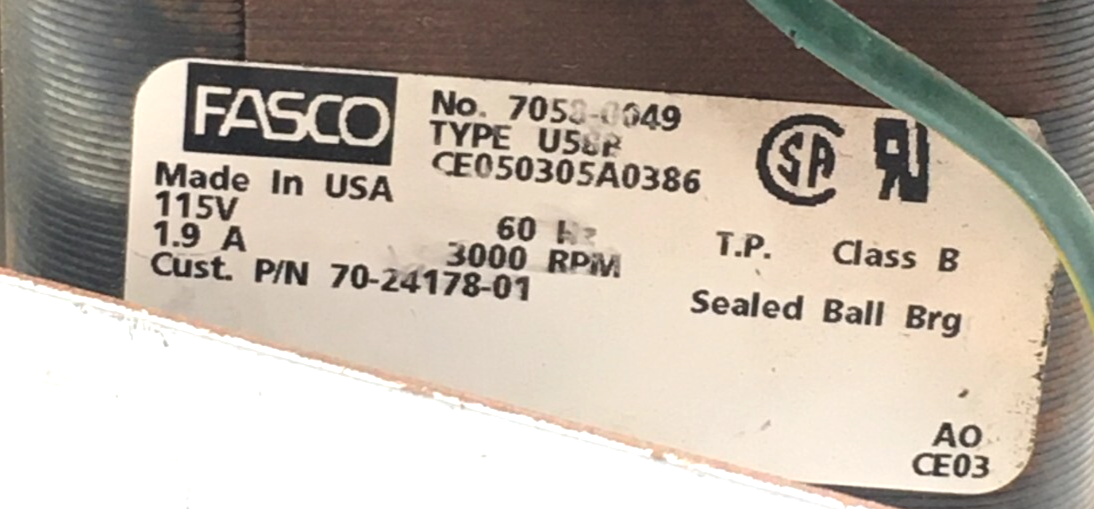 FASCO
No. 7058-0049
TYPE U58B
CE050305A0386
Made In USA
115V
1.9 A
60 Hz
3000 RPM
Cust. P/N 70-24178-01
SA
T.P. Class B
Sealed Ball Brg
AO
CE03